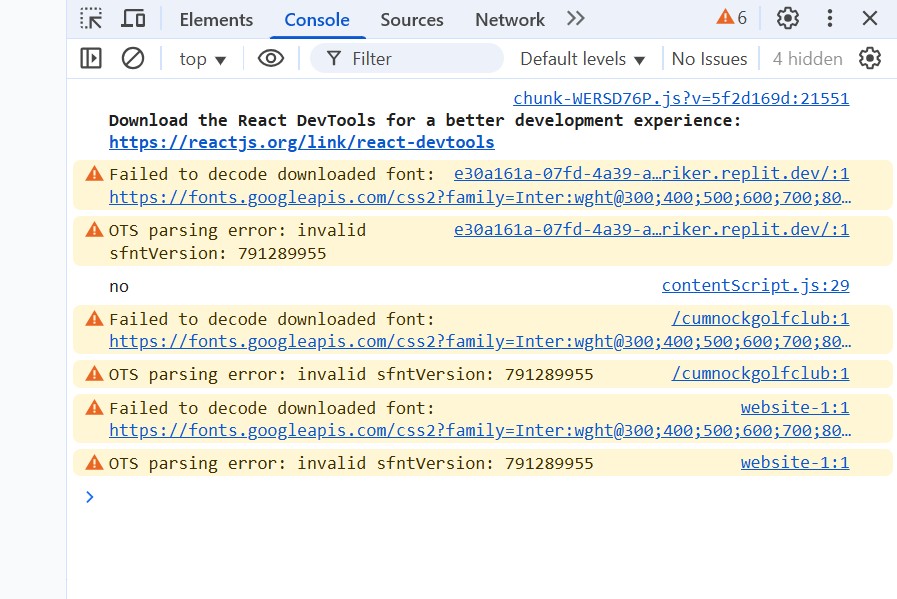 Elements Console Sources Network 6
top Filter Default levels No Issues 4 hidden
chunk-WERSD76P.js?v=5f2d169d:21551
Download the React DevTools for a better development experience:
https://reactjs.org/link/react-devtools
Failed to decode downloaded font: e30a161a-07fd-4a39-a…riker.replit.dev/:1
https://fonts.googleapis.com/css2?family=Inter:wght@300;400;500;600;700;80…
OTS parsing error: invalid e30a161a-07fd-4a39-a…riker.replit.dev/:1
sfntVersion: 791289955
no contentScript.js:29
Failed to decode downloaded font: /cumnockgolfclub:1
https://fonts.googleapis.com/css2?family=Inter:wght@300;400;500;600;700;80…
OTS parsing error: invalid sfntVersion: 791289955 /cumnockgolfclub:1
Failed to decode downloaded font: website-1:1
https://fonts.googleapis.com/css2?family=Inter:wght@300;400;500;600;700;80…
OTS parsing error: invalid sfntVersion: 791289955 website-1:1